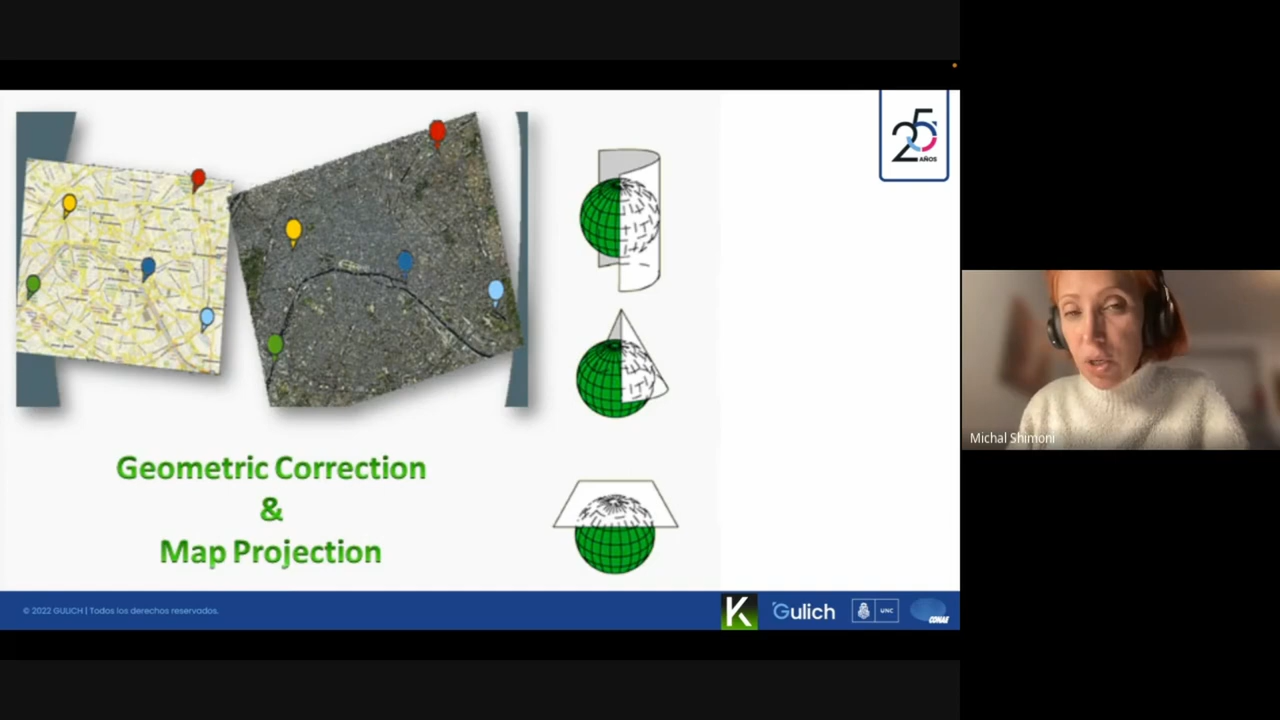 25
AÑOS
Geometric Correction
&
Map Projection
Michal Shimoni
© 2022 GULICH | Todos los derechos reservados.
K
Gulich
UNC
CONAE